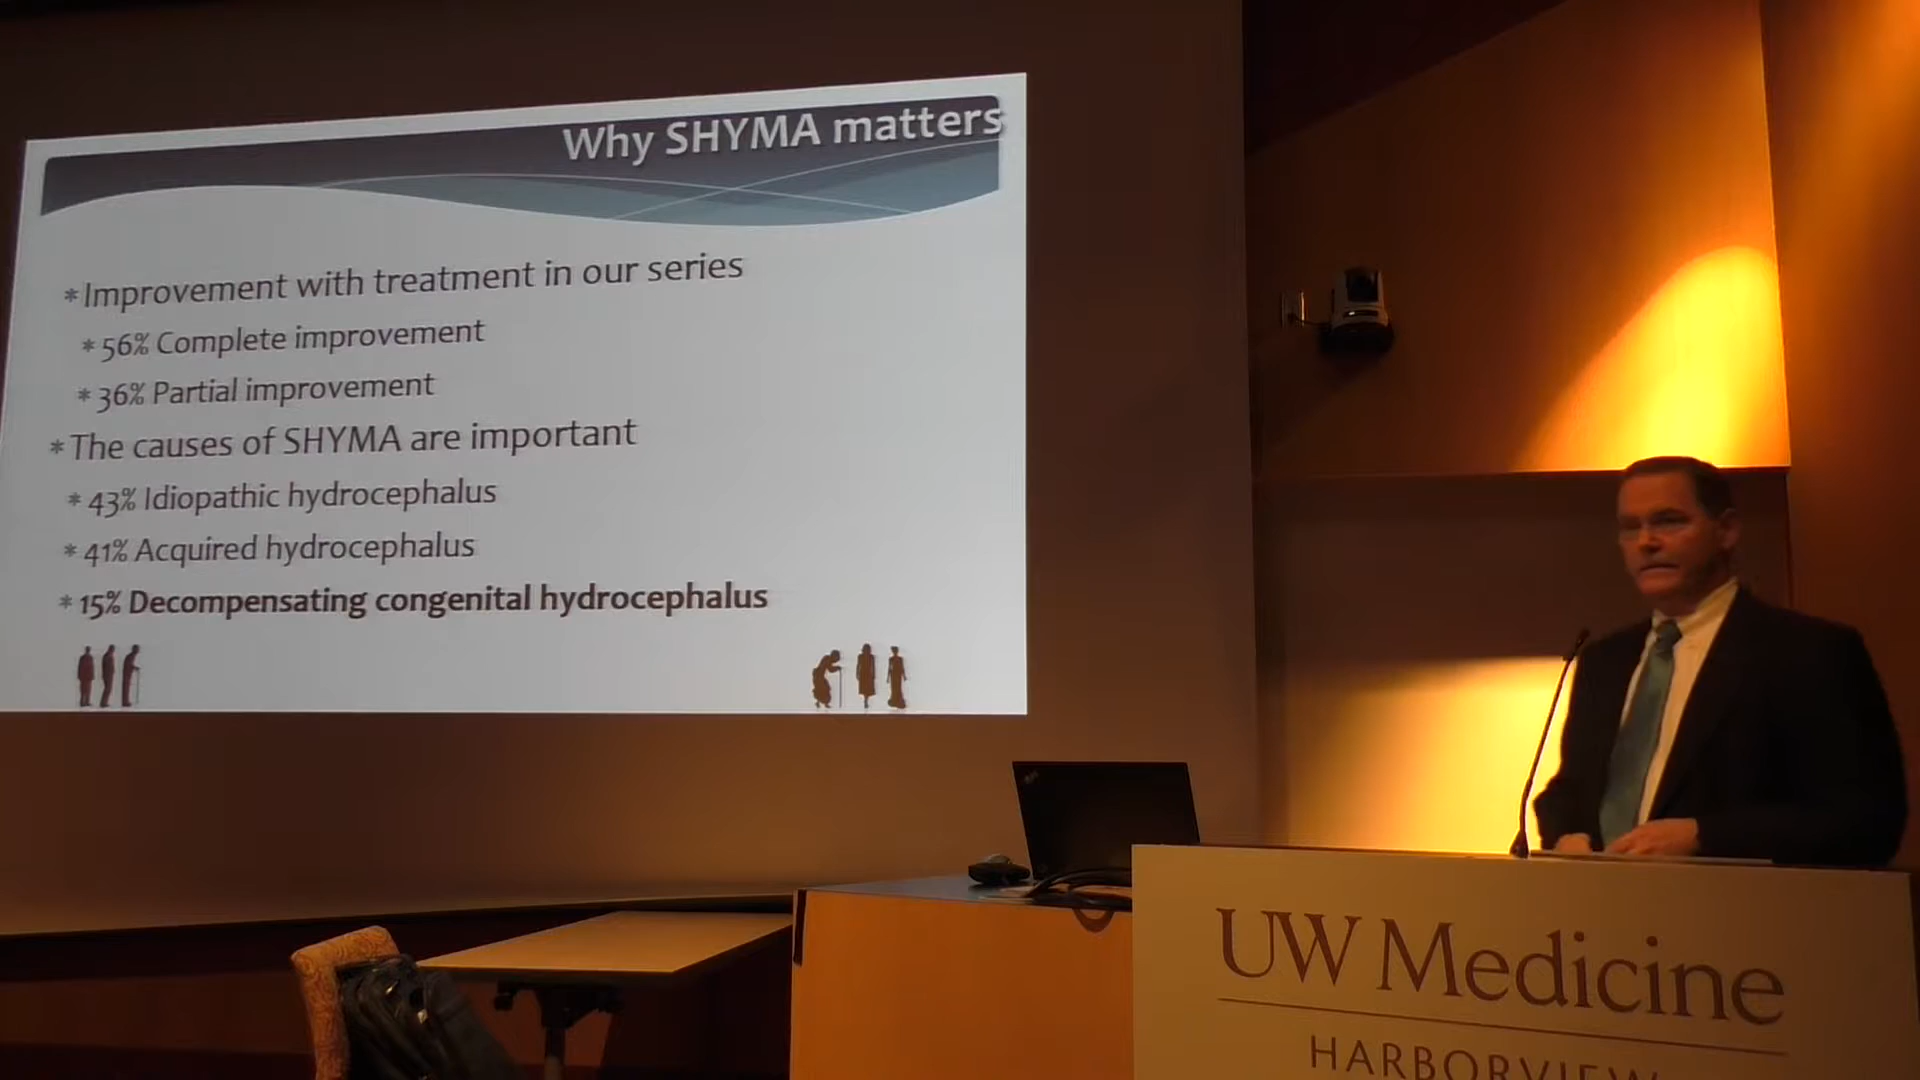 Why SHYMA matters
* Improvement with treatment in our series
* 56% Complete improvement
* 36% Partial improvement
* The causes of SHYMA are important
* 43% Idiopathic hydrocephalus
* 41% Acquired hydrocephalus
* 15% Decompensating congenital hydrocephalus
UW Medicine
HARBORVIEW